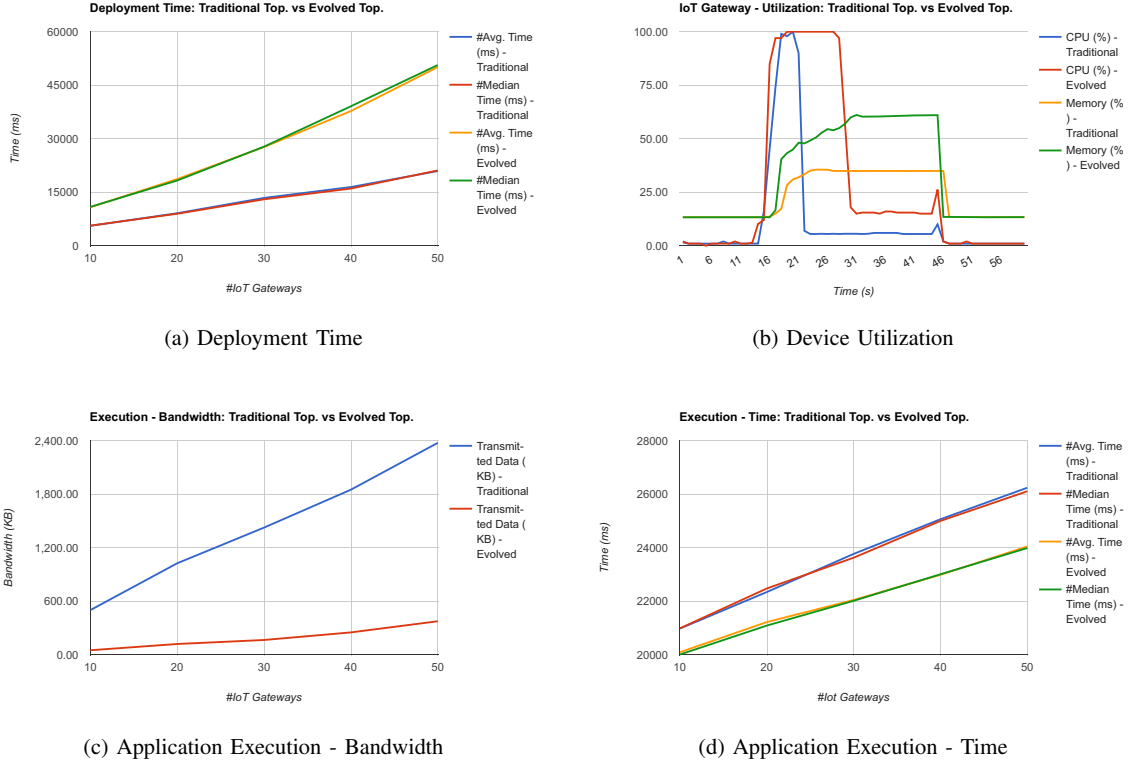 Deployment Time: Traditional Top. vs Evolved Top.
60000
45000
30000
15000
0
Time (ms)
10
20
30
40
50
#IoT Gateways
#Avg. Time
(ms) -
Traditional
#Median
Time (ms) -
Traditional
#Avg. Time
(ms) -
Evolved
#Median
Time (ms) -
Evolved
(a) Deployment Time
IoT Gateway - Utilization: Traditional Top. vs Evolved Top.
100.00
75.00
50.00
25.00
0.00
1
6
11
16
21
26
31
36
41
46
51
56
Time (s)
CPU (%) -
Traditional
CPU (%) -
Evolved
Memory (%
) -
Traditional
Memory (%
) - Evolved
(b) Device Utilization
Execution - Bandwidth: Traditional Top. vs Evolved Top.
2,400.00
1,800.00
1,200.00
600.00
0.00
Bandwidth (KB)
10
20
30
40
50
#IoT Gateways
Transmit-
ted Data (
KB) -
Traditional
Transmit-
ted Data (
KB) -
Evolved
(c) Application Execution - Bandwidth
Execution - Time: Traditional Top. vs Evolved Top.
28000
26000
24000
22000
20000
Time (ms)
10
20
30
40
50
#Iot Gateways
#Avg. Time
(ms) -
Traditional
#Median
Time (ms) -
Traditional
#Avg. Time
(ms) -
Evolved
#Median
Time (ms) -
Evolved
(d) Application Execution - Time